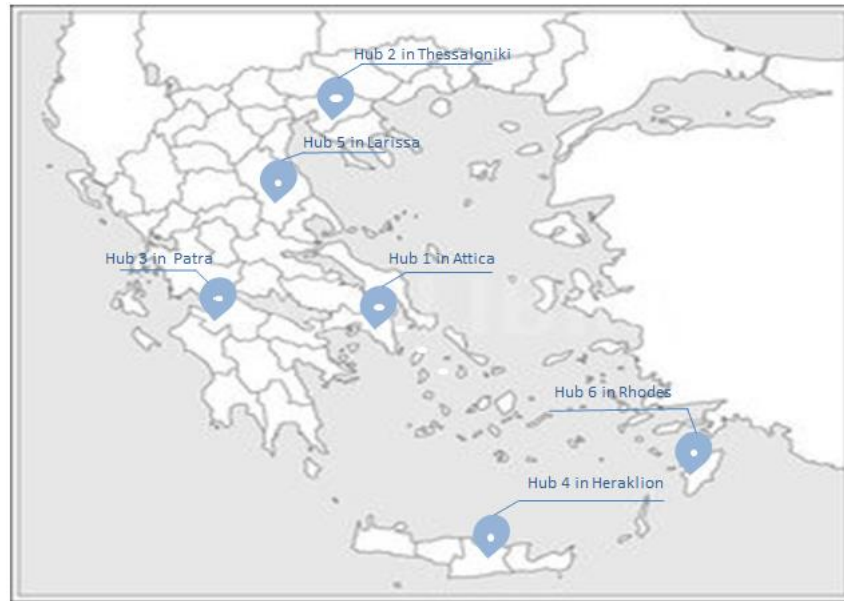 Hub 2 in Thessaloniki
Hub 5 in Larissa
Hub 3 in Patra
Hub 1 in Attica
Hub 6 in Rhodes
Hub 4 in Heraklion